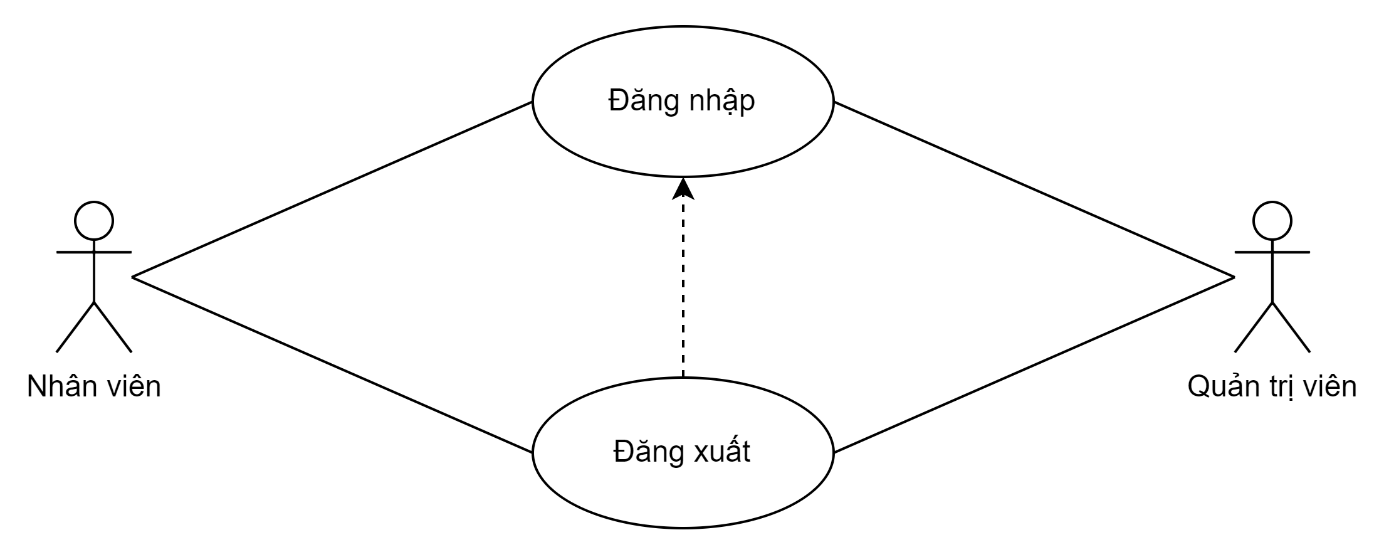 Đăng nhập
Nhân viên
Quản trị viên
Đăng xuất